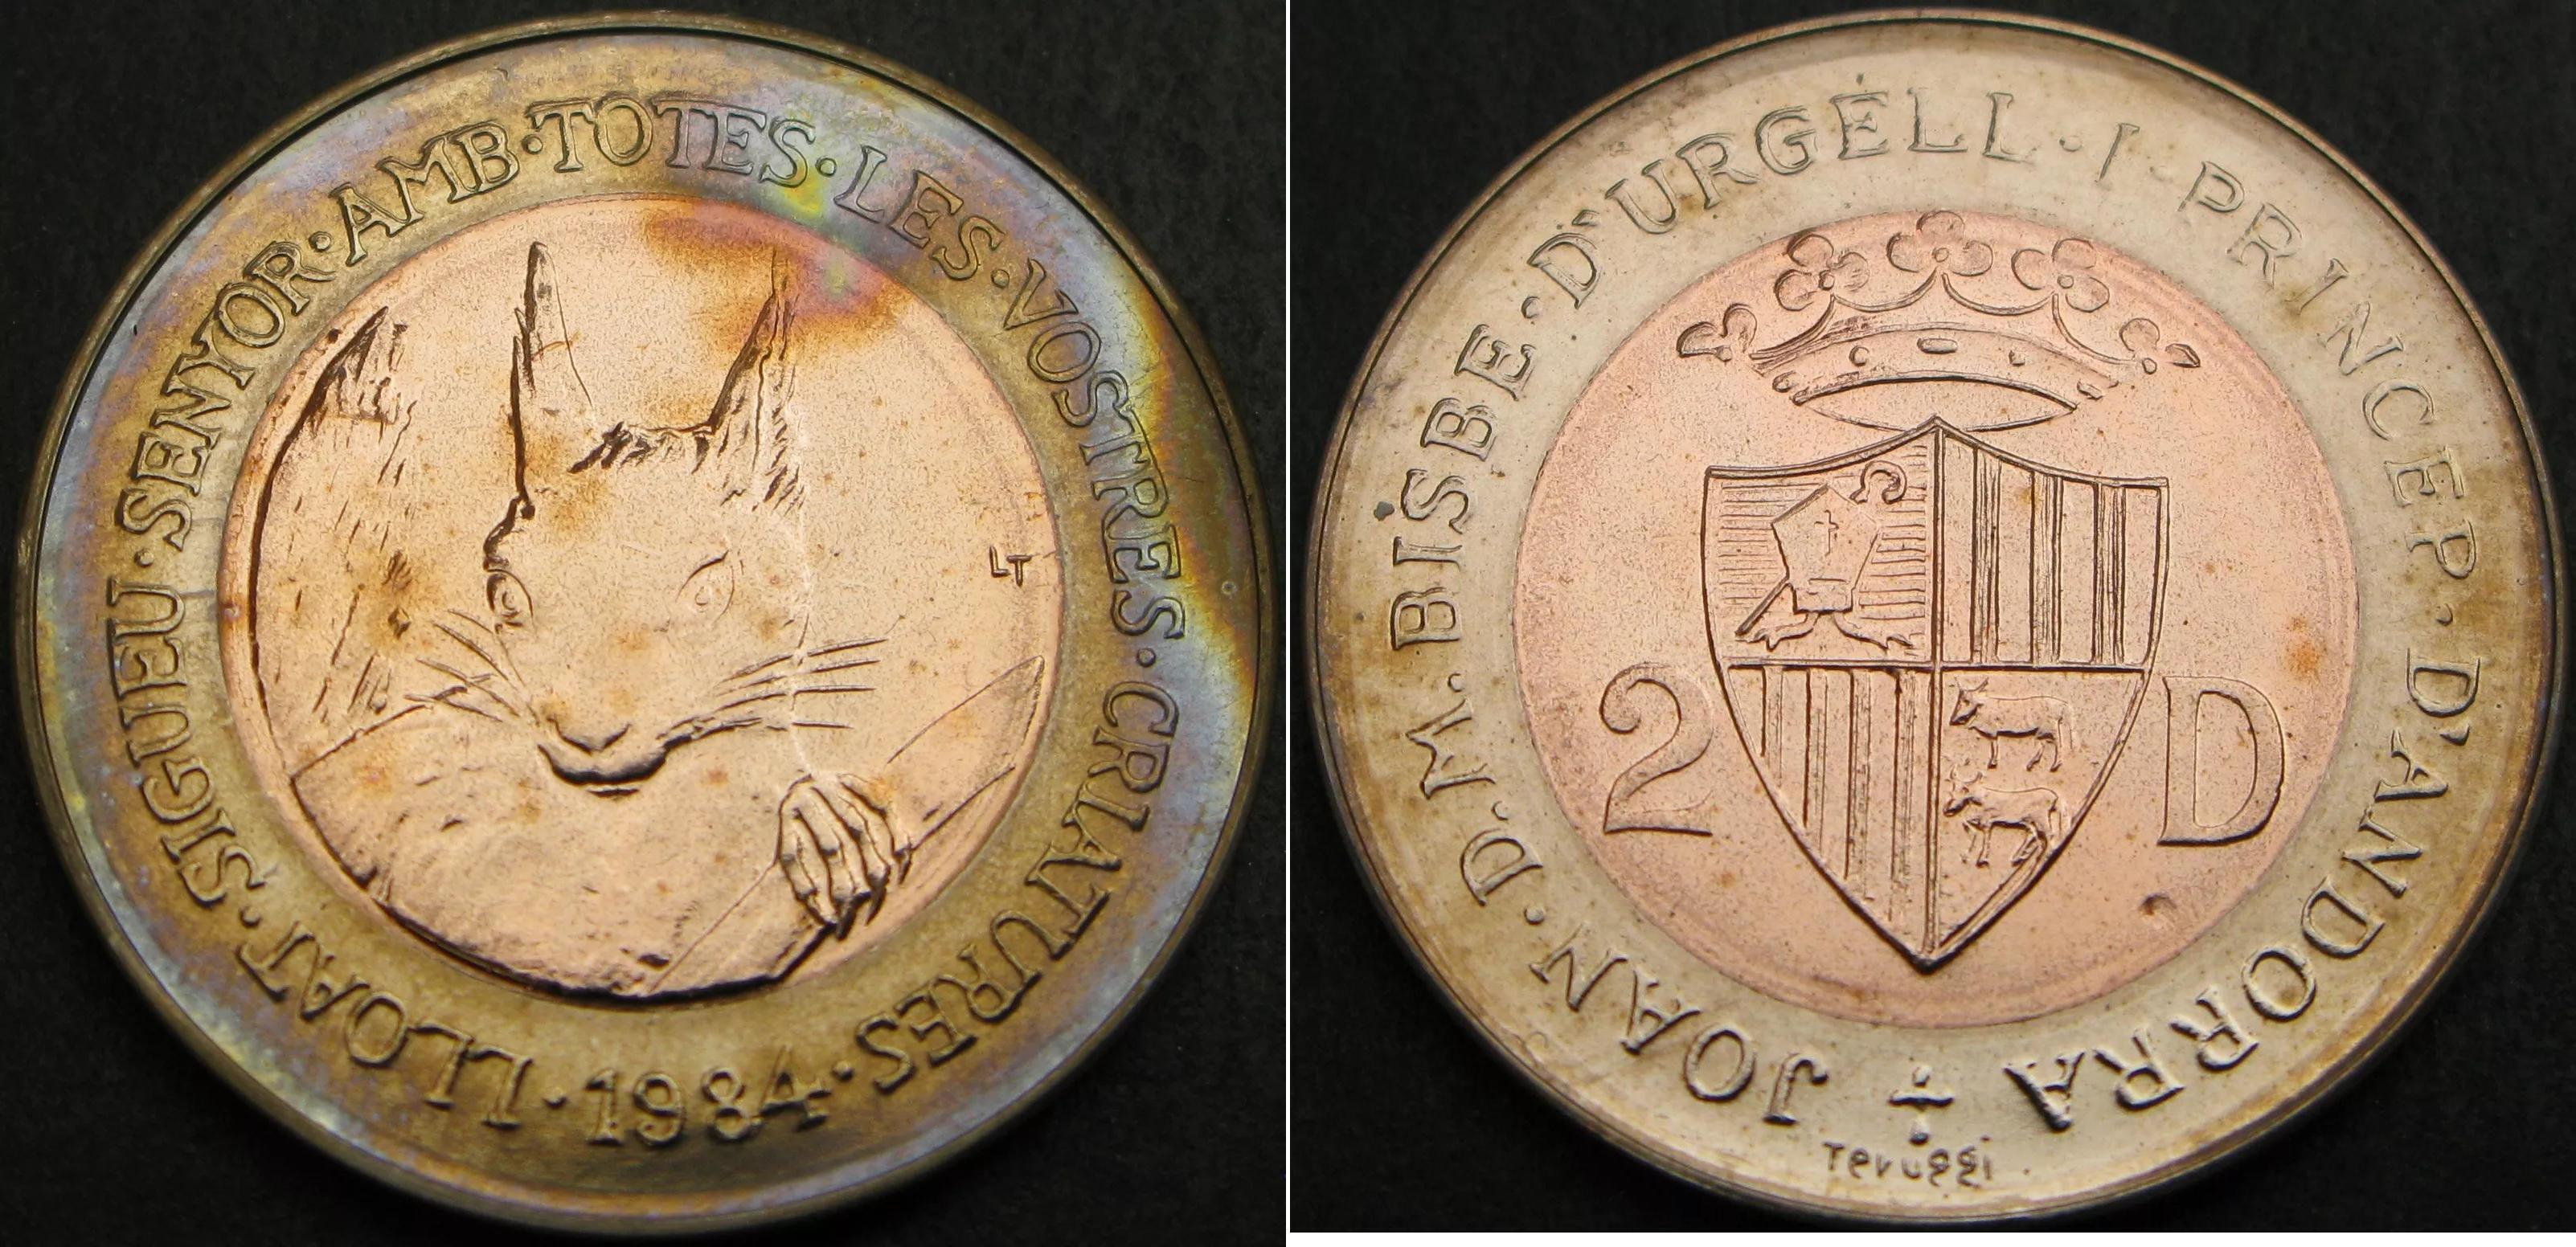 LLOAT · SIGUEU · SENYOR · AMB · TOTES · LES · VOSTRES · CRIATURES · 1984 ·
LT
JOAN · D.M. BISBE · D'URGELL · I · PRINCEP · D'ANDORRA
2 D
Teruggi